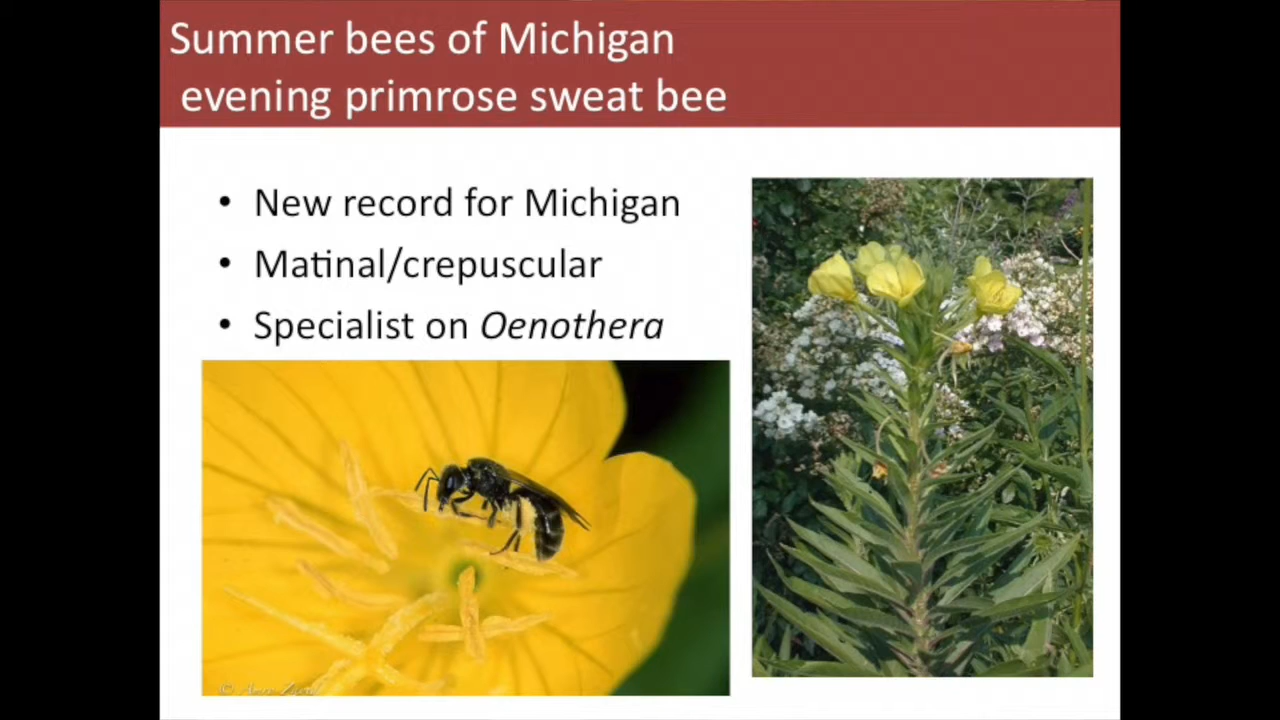 Summer bees of Michigan
evening primrose sweat bee
• New record for Michigan
• Matinal/crepuscular
• Specialist on Oenothera